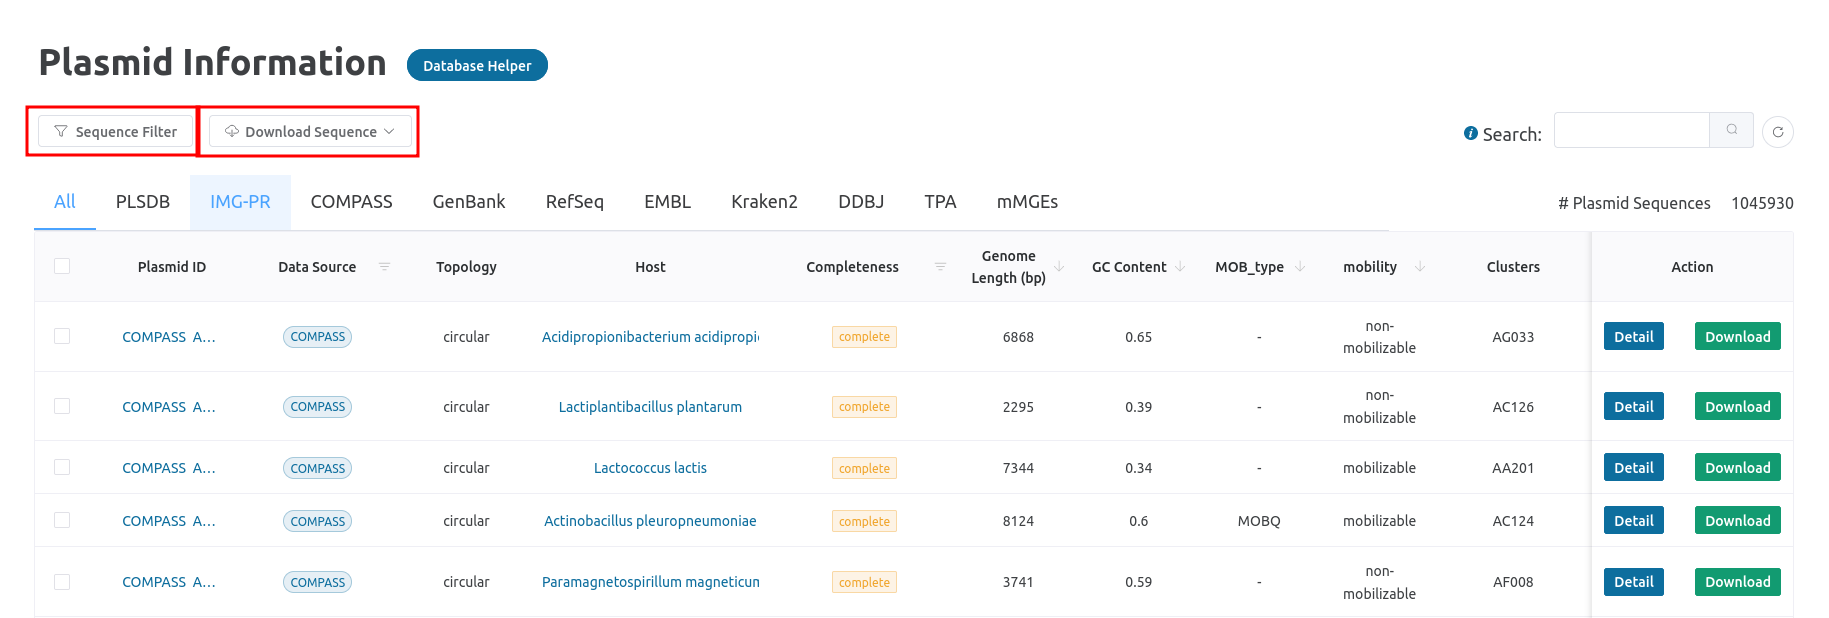 Plasmid Information Database Helper
Sequence Filter Download Sequence
Search:
All PLSDB IMG-PR COMPASS GenBank RefSeq EMBL Kraken2 DDBJ TPA mMGEs # Plasmid Sequences 1045930
Plasmid ID Data Source Topology Host Completeness Genome Length (bp) GC Content MOB_type mobility Clusters Action
COMPASS A... COMPASS circular Acidipropionibacterium acidipropi complete 6868 0.65 - non-mobilizable AG033 Detail Download
COMPASS A... COMPASS circular Lactiplantibacillus plantarum complete 2295 0.39 - non-mobilizable AC126 Detail Download
COMPASS A... COMPASS circular Lactococcus lactis complete 7344 0.34 - mobilizable AA201 Detail Download
COMPASS A... COMPASS circular Actinobacillus pleuropneumoniae complete 8124 0.6 MOBQ mobilizable AC124 Detail Download
COMPASS A... COMPASS circular Paramagnetospirillum magneticum complete 3741 0.59 - non-mobilizable AF008 Detail Download